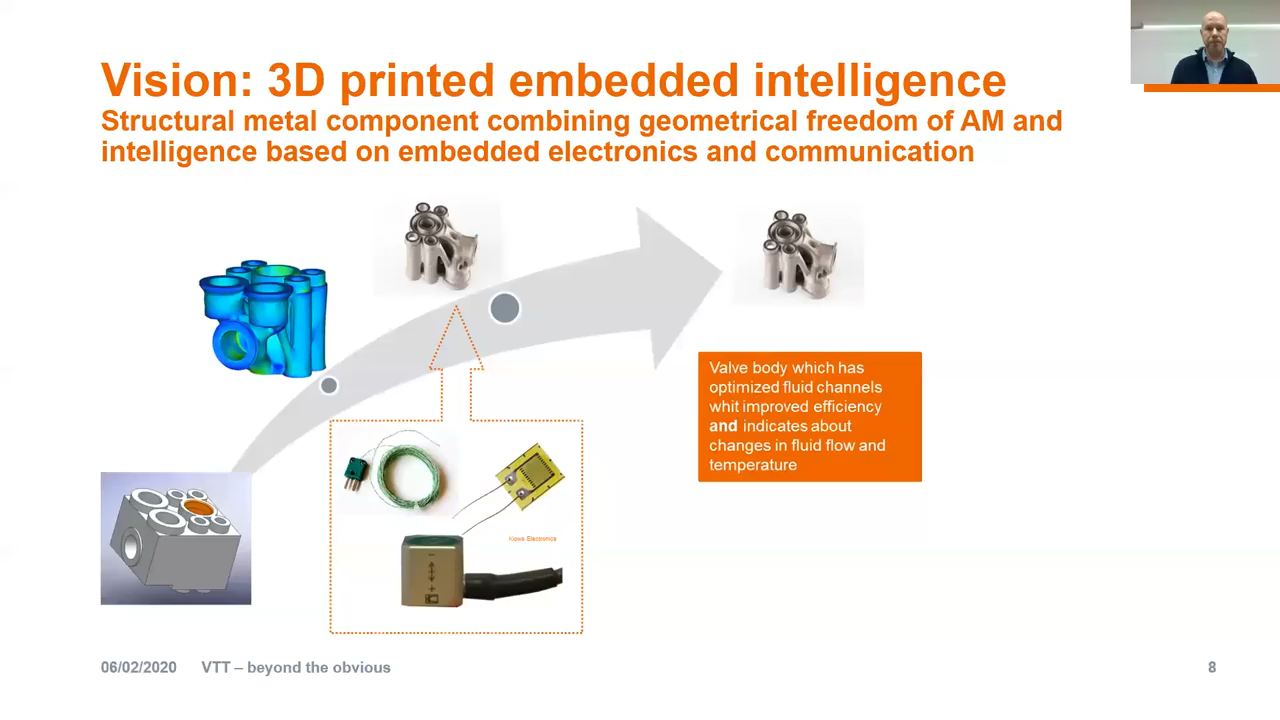 Vision: 3D printed embedded intelligence
Structural metal component combining geometrical freedom of AM and
intelligence based on embedded electronics and communication
Valve body which has
optimized fluid channels
whit improved efficiency
and indicates about
changes in fluid flow and
temperature
Kiowa Electronics
06/02/2020 VTT – beyond the obvious
8